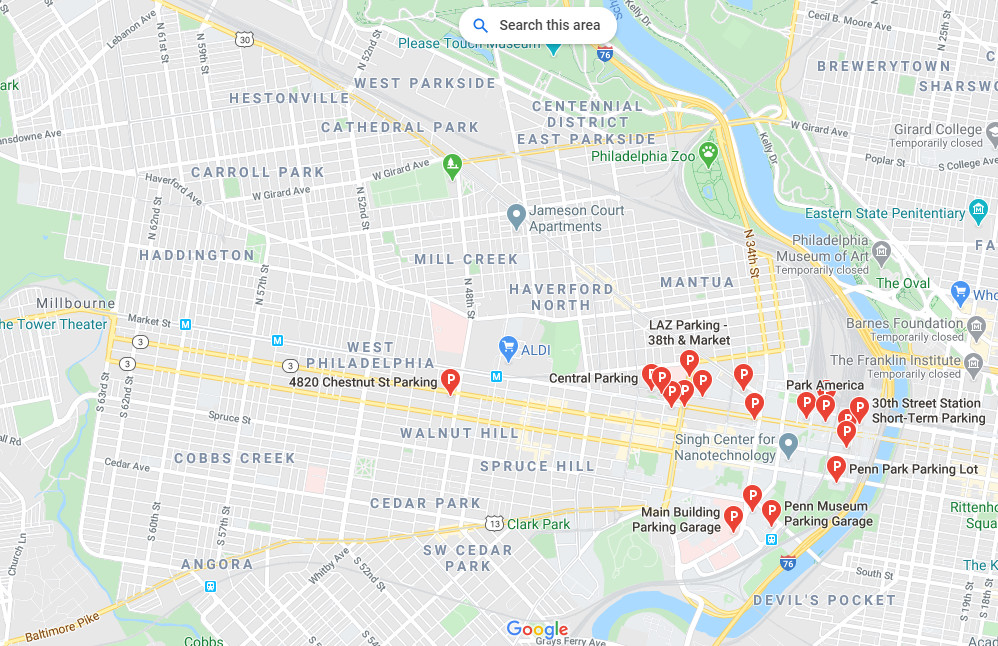 Search this area
Lebanon Ave
N 59th St
30
N 52nd St
Please Touch Museum
76
Kelly Dr
Cecil B. Moore Ave
N 25th St
WEST PARKSIDE
BREWERYTOWN
SHARSWO
HESTONVILLE
CENTENNIAL
DISTRICT
EAST PARKSIDE
CATHEDRAL PARK
ansdowne Ave
ark
W Girard Ave
Kelly Dr
Girard College
Temporarily closed
Philadelphia Zoo
Poplar St
S College Ave
CARROLL PARK
W Girard Ave
W Girard Ave
Haverford Ave
N 62nd St
N 52nd St
Jameson Court
Apartments
Eastern State Penitentiary
N 34th St
Philadelphia
Museum of Art
Temporarily closed
FA
HADDINGTON
MILL CREEK
N 57th St
N 48th St
HAVERFORD
NORTH
MANTUA
The Oval
Who
Millbourne
he Tower Theater
Market St
M
M
3
3
3
WEST
PHILADELPHIA
ALDI
M
LAZ Parking -
38th & Market
Barnes Foundation
Temporarily closed
The Franklin Institute
Temporarily closed
4820 Chestnut St Parking
P
Central Parking
P
Park America
30th Street Station
Short-Term Parking
S 63rd St
Spruce St
WALNUT HILL
Singh Center for
Nanotechnology
COBBS CREEK
Cedar Ave
SPRUCE HILL
Penn Park Parking Lot
all Rd
S 60th St
S 57th St
CEDAR PARK
13
Clark Park
Main Building
Parking Garage
Penn Museum
Parking Garage
Rittenho
Squa
Church Ln
SW CEDAR
PARK
Whitby Ave
S 52nd St
ANGORA
76
South St
The K
S 19th St
S 18th St
DEVIL'S POCKET
Baltimore Pike
Cobbs
S 54th
Google
Grays Ferry Ave